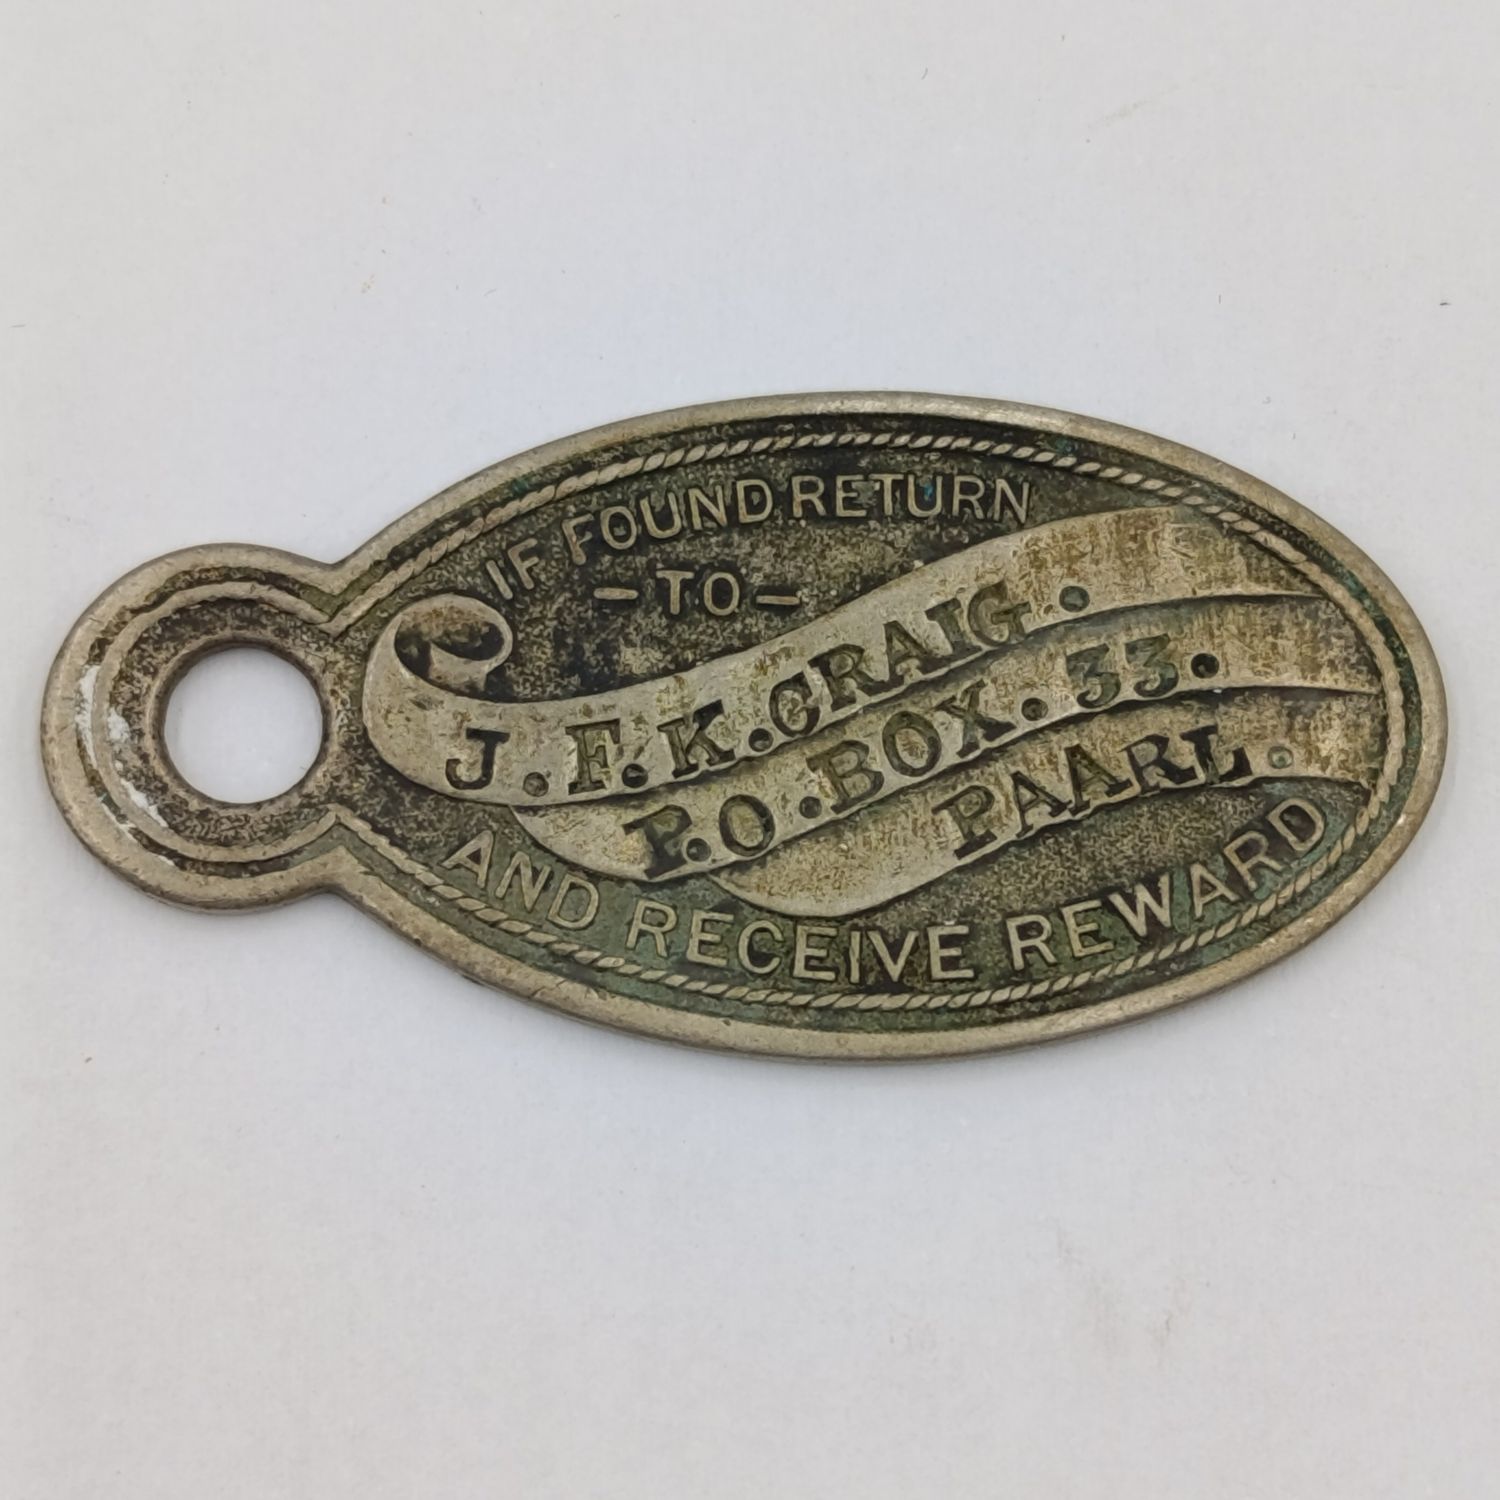 IF FOUND RETURN
- TO -
J.F.K.CRAIG.
P.O.BOX.33.
PAARL.
AND RECEIVE REWARD